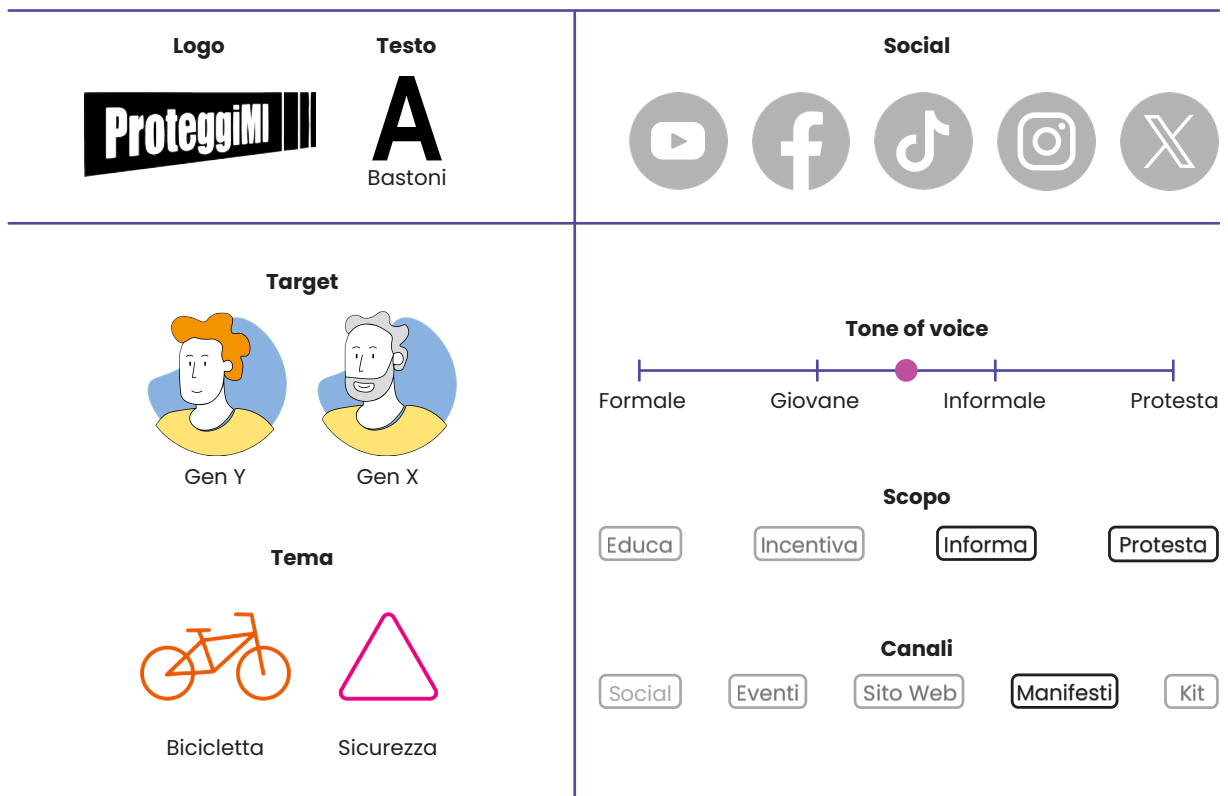 Logo
Testo
ProteggiMI
A
Bastoni
Social
Target
Gen Y
Gen X
Tema
Bicicletta
Sicurezza
Tone of voice
Formale
Giovane
Informale
Protesta
Scopo
Educa
Incentiva
Informa
Protesta
Canali
Social
Eventi
Sito Web
Manifesti
Kit